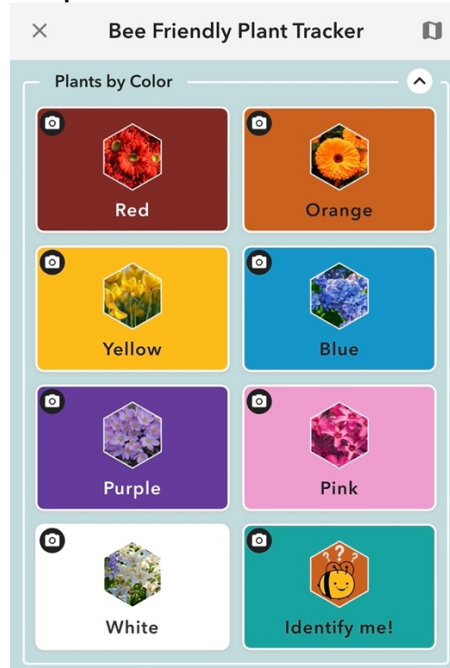 Bee Friendly Plant Tracker
Plants by Color
Red
Orange
Yellow
Blue
Purple
Pink
White
? ? ?
Identify me!